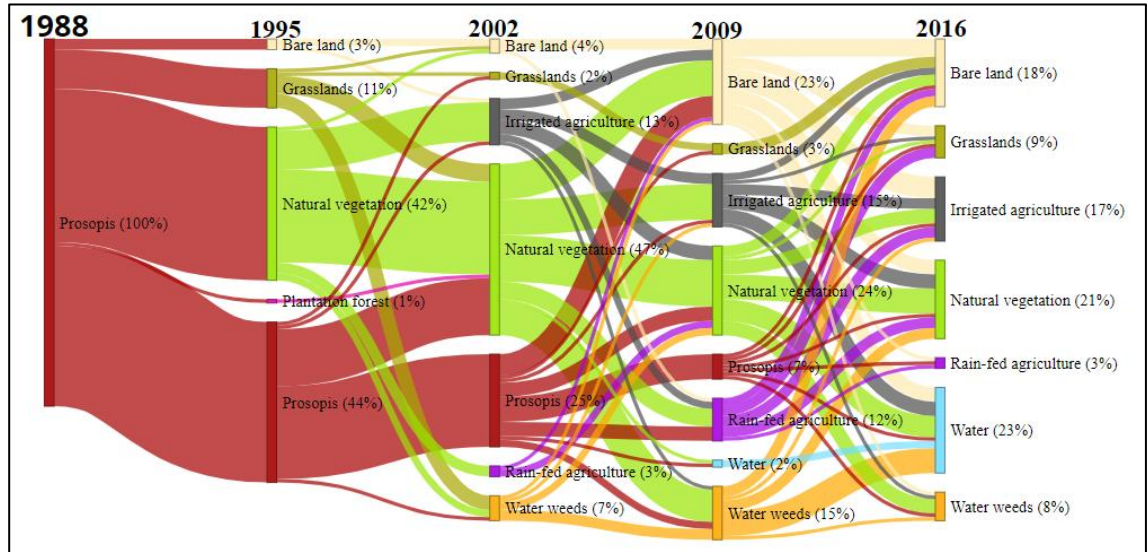 1988
1995
2002
2009
2016
Prosopis (100%)
Bare land (3%)
Grasslands (11%)
Natural vegetation (42%)
Plantation forest (1%)
Prosopis (44%)
Bare land (4%)
Grasslands (2%)
Irrigated agriculture (13%)
Natural vegetation (47%)
Prosopis (25%)
Rain-fed agriculture (3%)
Water weeds (7%)
Bare land (23%)
Grasslands (3%)
Irrigated agriculture (15%)
Natural vegetation (24%)
Prosopis (7%)
Rain-fed agriculture (12%)
Water (2%)
Water weeds (15%)
Bare land (18%)
Grasslands (9%)
Irrigated agriculture (17%)
Natural vegetation (21%)
Rain-fed agriculture (3%)
Water (23%)
Water weeds (8%)